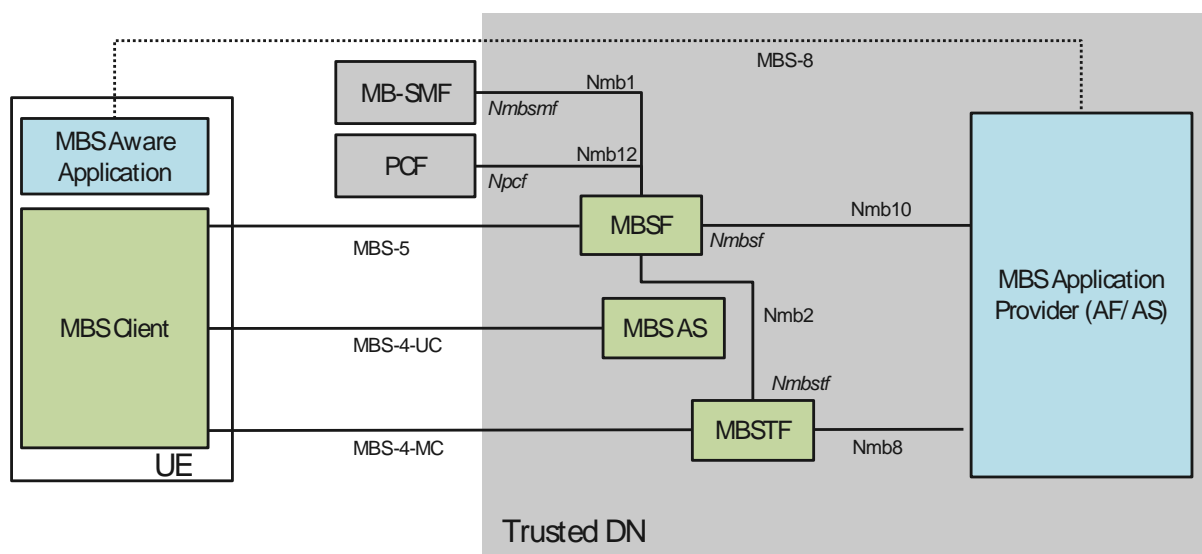 MBS-8
MB-SMF
Nmb1
Nmbsmf
MBS Aware
Application
PCF
Nmb12
Npcf
MBSF
Nmb10
Nmbsf
MBS-5
MBS Client
MBS AS
MBS Application
Provider (AF/AS)
Nmb2
MBS-4-UC
Nmbstf
MBSTF
MBS-4-MC
Nmb8
UE
Trusted DN